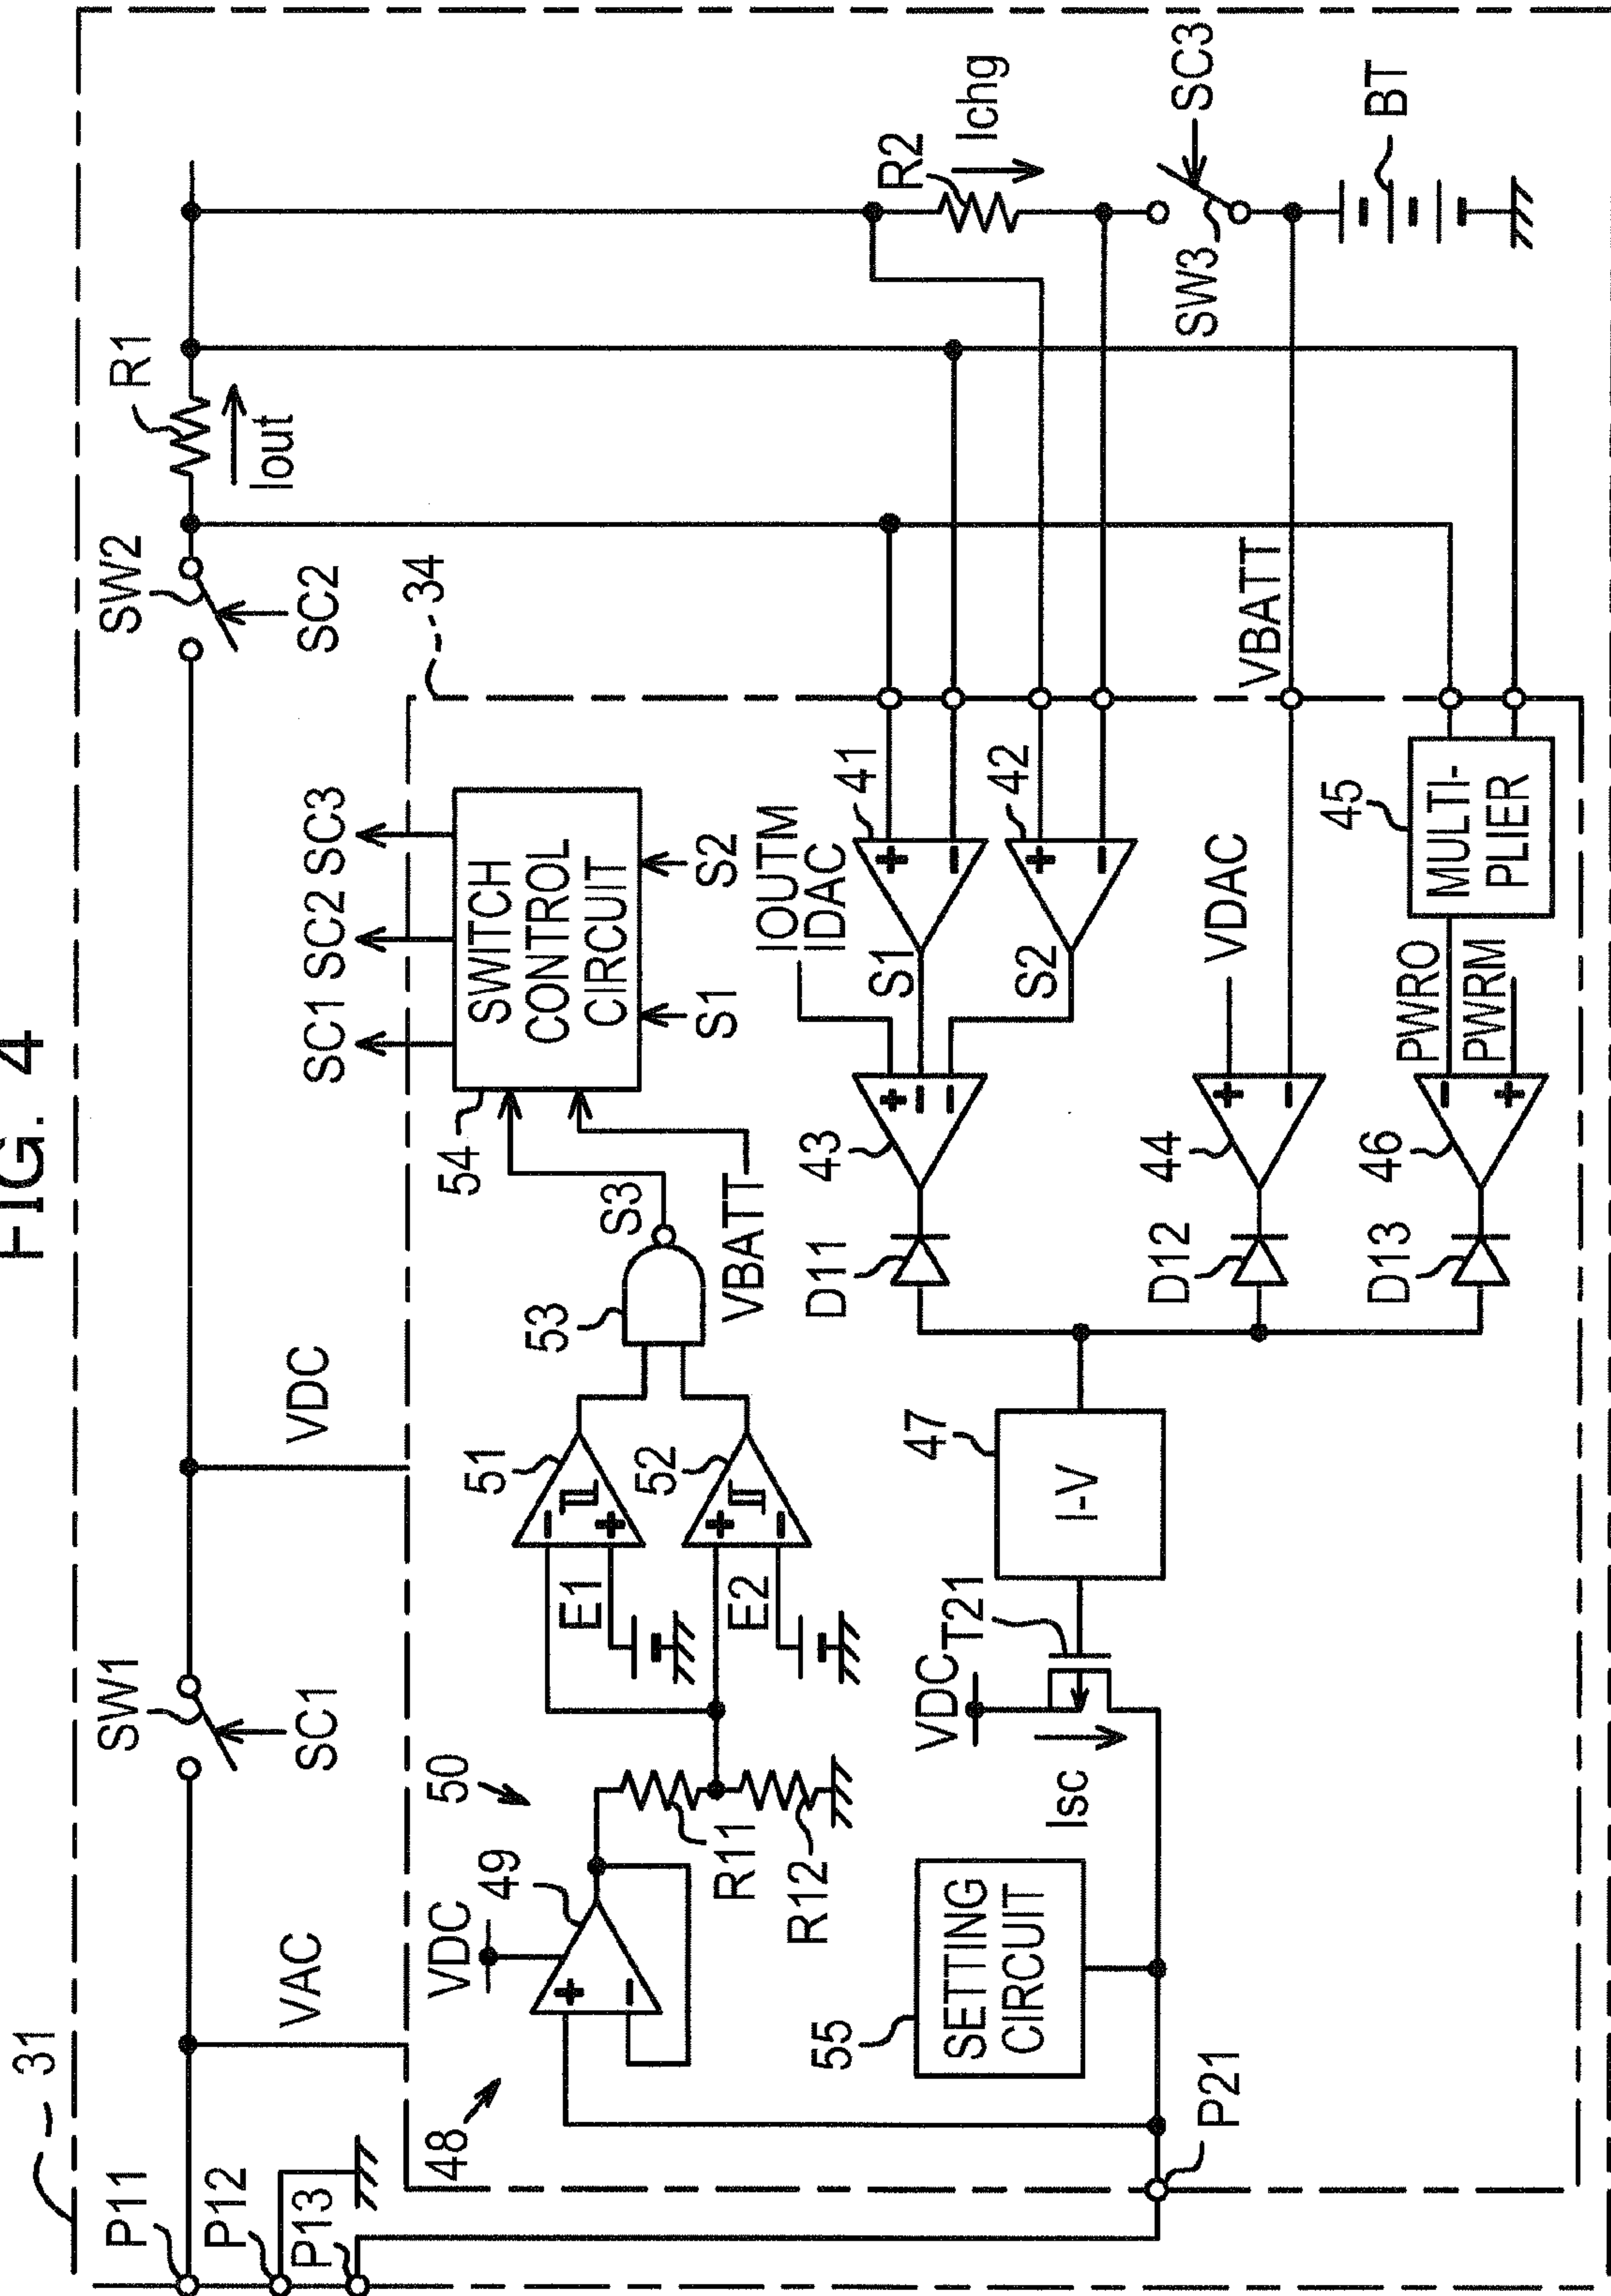 FIG. 4
31
P11
P12
P13
VAC
SW1
SC1
VDC
SW2
SC2
R1
Iout
R2
Ichg
SC3
SW3
BT
34
SC1
SC2
SC3
54
SWITCH
CONTROL
CIRCUIT
S1
S2
S3
VBATT
53
51
52
E1
E2
50
48
49
VDC
R11
R12
IOUTM
IDAC
41
42
S1
S2
43
D11
VBATT
VDAC
44
D12
45
MULTI-
PLIER
PWRO
PWRM
46
D13
47
I-V
VDC
T21
Isc
55
SETTING
CIRCUIT
P21